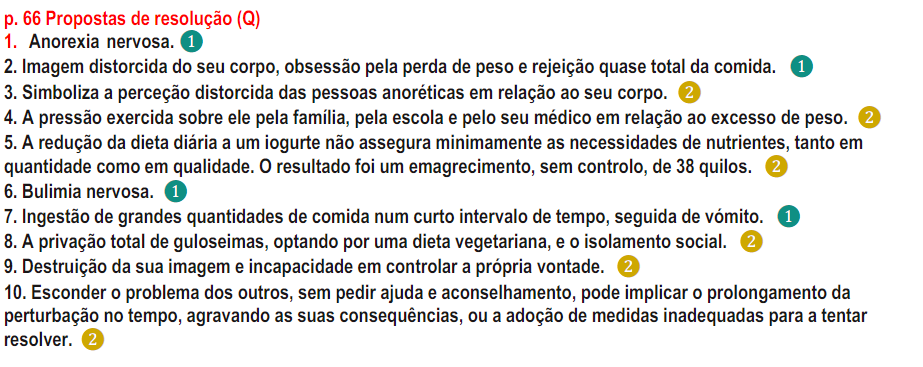 p. 66 Propostas de resolução (Q)
1. Anorexia nervosa. 1
2. Imagem distorcida do seu corpo, obsessão pela perda de peso e rejeição quase total da comida. 1
3. Simboliza a perceção distorcida das pessoas anoréticas em relação ao seu corpo. 2
4. A pressão exercida sobre ele pela família, pela escola e pelo seu médico em relação ao excesso de peso. 2
5. A redução da dieta diária a um iogurte não assegura minimamente as necessidades de nutrientes, tanto em
quantidade como em qualidade. O resultado foi um emagrecimento, sem controlo, de 38 quilos. 2
6. Bulimia nervosa. 1
7. Ingestão de grandes quantidades de comida num curto intervalo de tempo, seguida de vómito. 1
8. A privação total de guloseimas, optando por uma dieta vegetariana, e o isolamento social. 2
9. Destruição da sua imagem e incapacidade em controlar a própria vontade. 2
10. Esconder o problema dos outros, sem pedir ajuda e aconselhamento, pode implicar o prolongamento da
perturbação no tempo, agravando as suas consequências, ou a adoção de medidas inadequadas para a tentar
resolver. 2